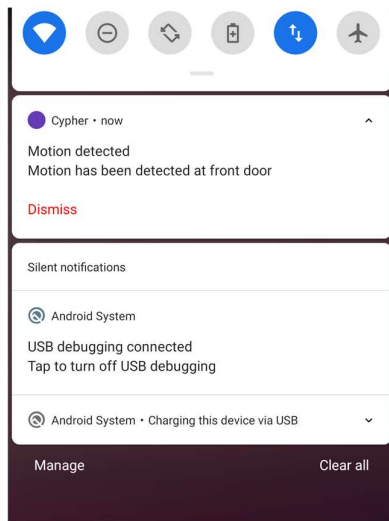 Cypher • now
Motion detected
Motion has been detected at front door
Dismiss
Silent notifications
Android System
USB debugging connected
Tap to turn off USB debugging
Android System • Charging this device via USB
Manage
Clear all